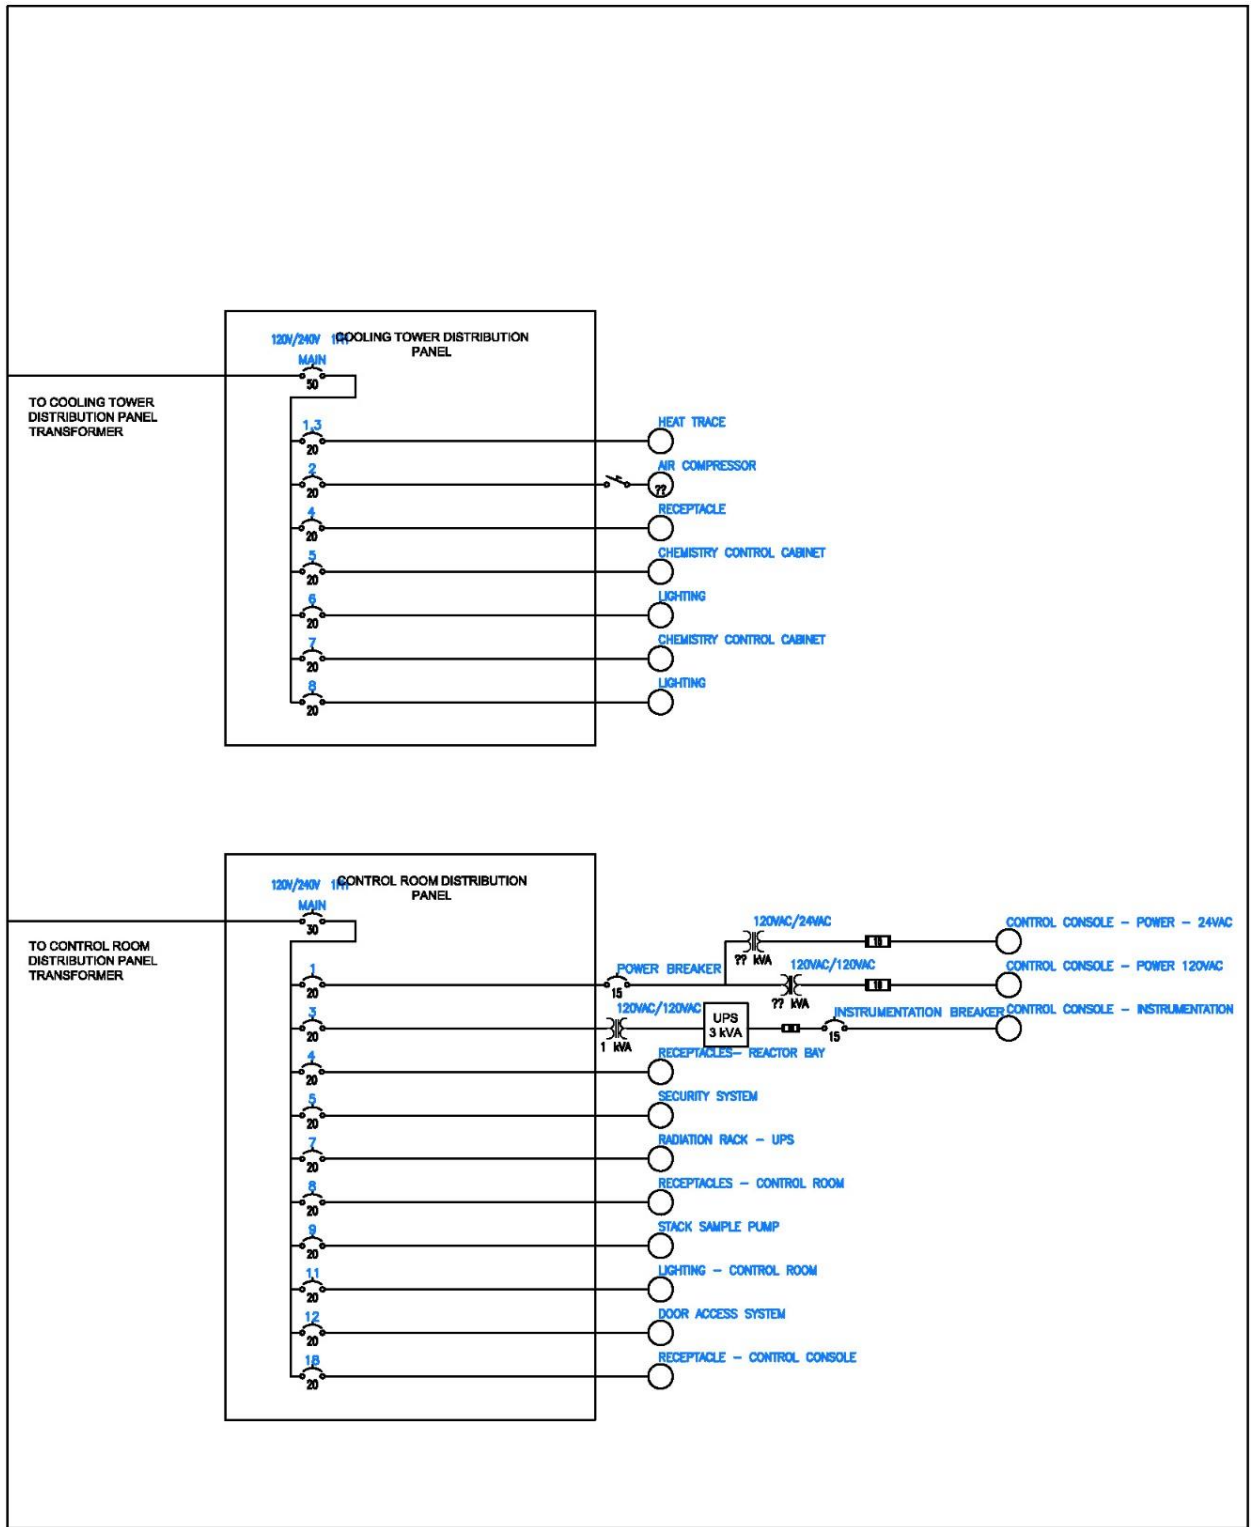 120V/240V
COOLING TOWER DISTRIBUTION
PANEL
MAIN
50
TO COOLING TOWER
DISTRIBUTION PANEL
TRANSFORMER
1,3
20
HEAT TRACE
2
20
AIR COMPRESSOR
??
4
20
RECEPTACLE
5
20
CHEMISTRY CONTROL CABINET
6
20
LIGHTING
7
20
CHEMISTRY CONTROL CABINET
8
20
LIGHTING
120V/240V
CONTROL ROOM DISTRIBUTION
PANEL
MAIN
30
TO CONTROL ROOM
DISTRIBUTION PANEL
TRANSFORMER
120VAC/24VAC
?? kVA
CONTROL CONSOLE – POWER – 24VAC
1
20
POWER BREAKER
15
120VAC/120VAC
?? kVA
CONTROL CONSOLE – POWER 120VAC
3
20
120VAC/120VAC
1 kVA
UPS
3 kVA
INSTRUMENTATION BREAKER
15
CONTROL CONSOLE – INSTRUMENTATION
4
20
RECEPTACLES– REACTOR BAY
5
20
SECURITY SYSTEM
7
20
RADIATION RACK – UPS
8
20
RECEPTACLES – CONTROL ROOM
9
20
STACK SAMPLE PUMP
11
20
LIGHTING – CONTROL ROOM
12
20
DOOR ACCESS SYSTEM
20
RECEPTACLE – CONTROL CONSOLE